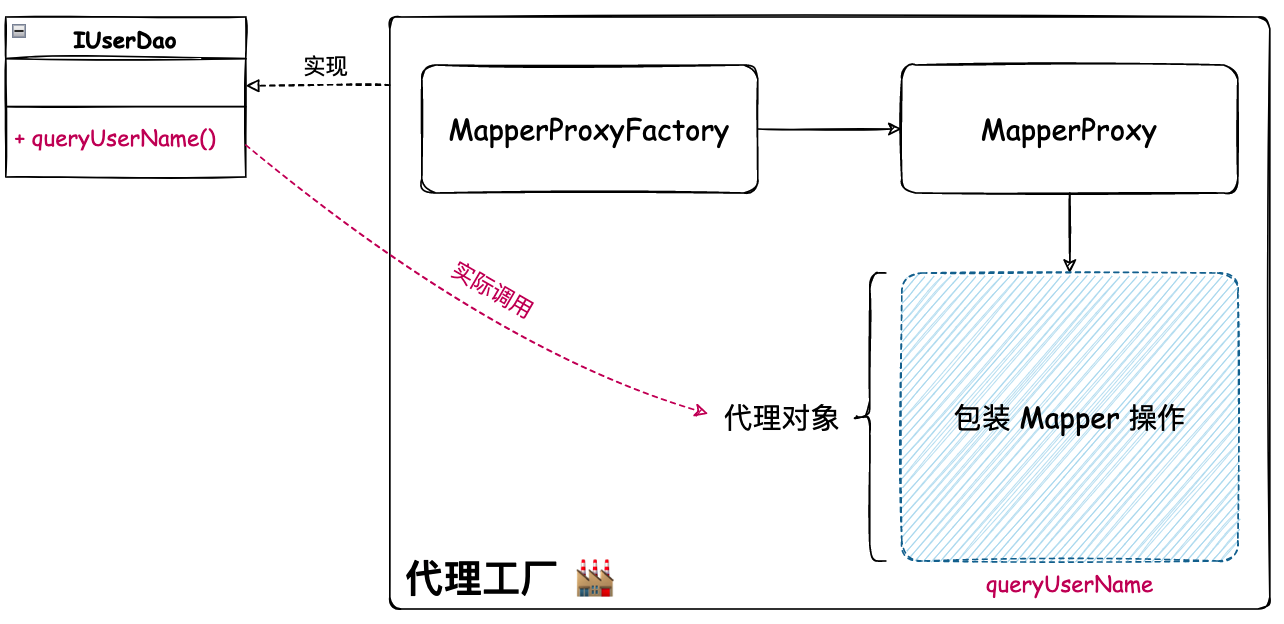 IUserDao
+ queryUserName()
实现
MapperProxyFactory
MapperProxy
实际调用
代理对象
包装 Mapper 操作
代理工厂
queryUserName